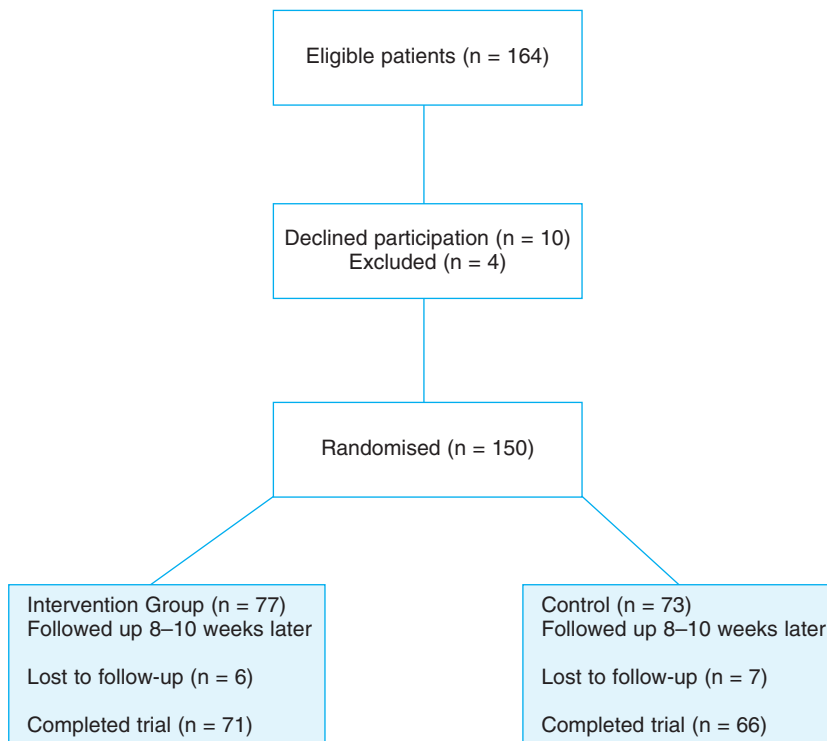 Eligible patients (n = 164)
Declined participation (n = 10)
Excluded (n = 4)
Randomised (n = 150)
Intervention Group (n = 77)
Followed up 8–10 weeks later
Lost to follow-up (n = 6)
Completed trial (n = 71)
Control (n = 73)
Followed up 8–10 weeks later
Lost to follow-up (n = 7)
Completed trial (n = 66)